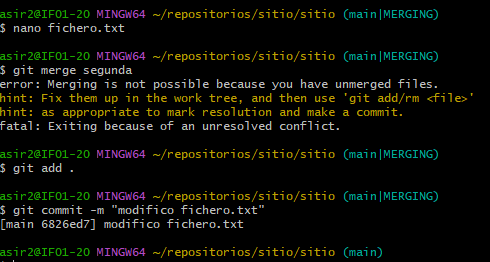 asir2@IFO1-20 MINGW64 ~/repositorios/sitio/sitio (main|MERGING)
$ nano fichero.txt
asir2@IFO1-20 MINGW64 ~/repositorios/sitio/sitio (main|MERGING)
$ git merge segunda
error: Merging is not possible because you have unmerged files.
hint: Fix them up in the work tree, and then use 'git add/rm <file>'
hint: as appropriate to mark resolution and make a commit.
fatal: Exiting because of an unresolved conflict.
asir2@IFO1-20 MINGW64 ~/repositorios/sitio/sitio (main|MERGING)
$ git add .
asir2@IFO1-20 MINGW64 ~/repositorios/sitio/sitio (main|MERGING)
$ git commit -m "modifico fichero.txt"
[main 6826ed7] modifico fichero.txt
asir2@IFO1-20 MINGW64 ~/repositorios/sitio/sitio (main)
$